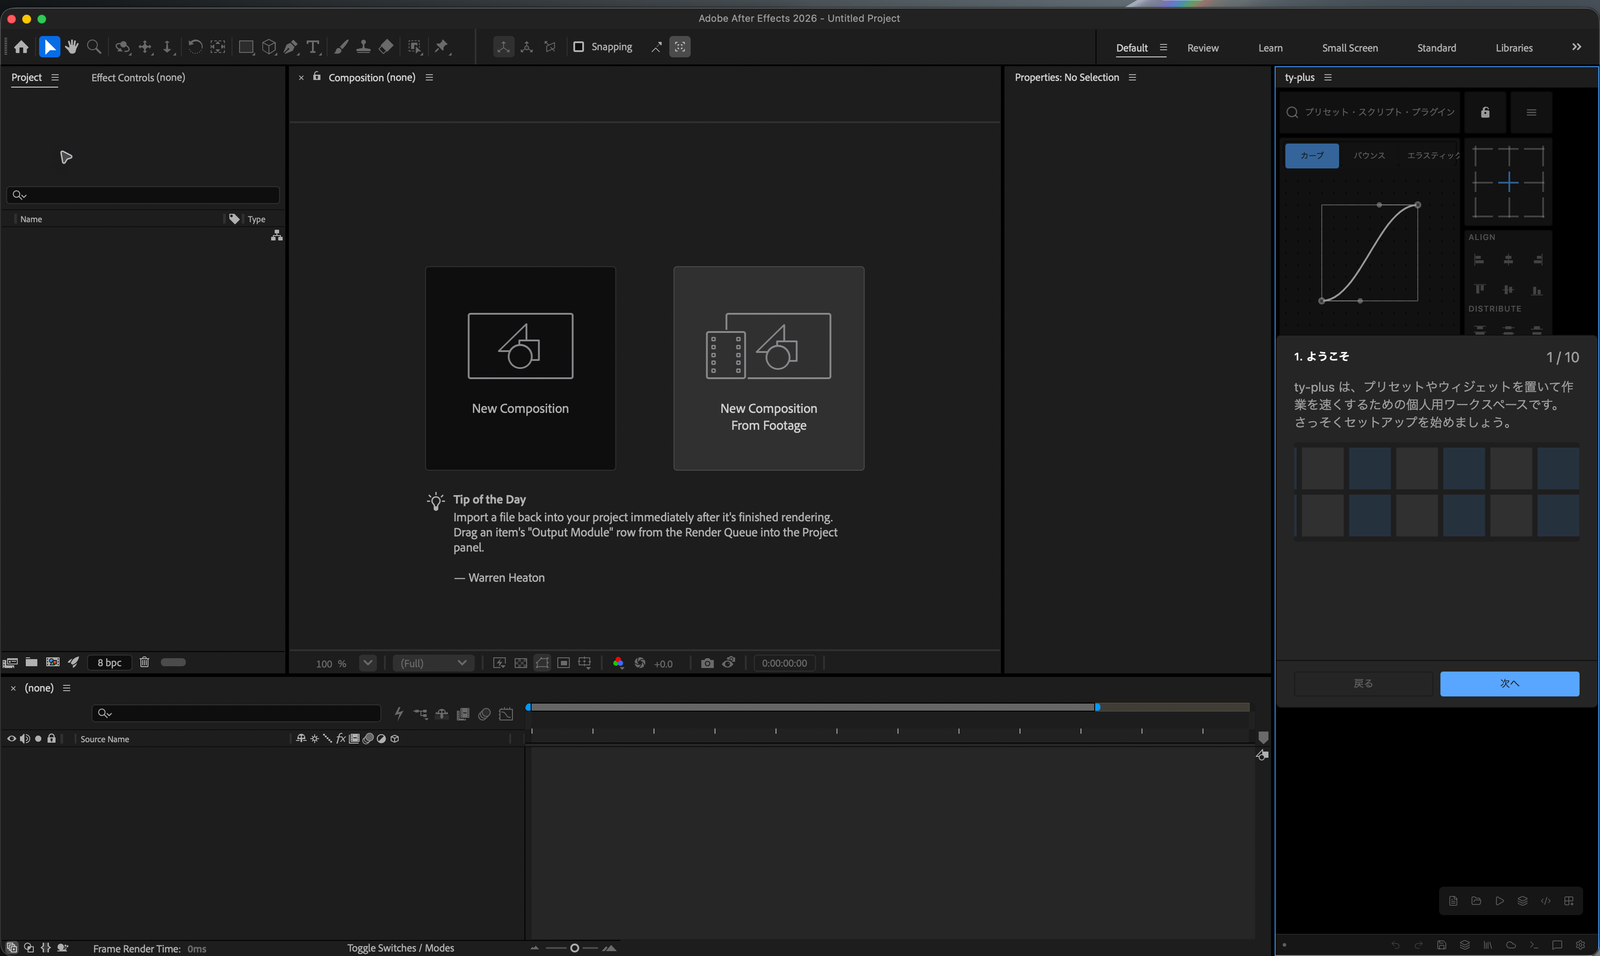 Adobe After Effects 2026 - Untitled Project
Snapping
Default
Review
Learn
Small Screen
Standard
Libraries
Project
Effect Controls (none)
Composition (none)
Properties: No Selection
ty-plus
プリセット・スクリプト・プラグイン
カーブ
バウンス
エラスティック
Name
Type
ALIGN
DISTRIBUTE
New Composition
New Composition
From Footage
1. ようこそ
1 / 10
ty-plus は、プリセットやウィジェットを置いて作
業を速くするための個人用ワークスペースです。
さっそくセットアップを始めましょう。
Tip of the Day
Import a file back into your project immediately after it's finished rendering.
Drag an item's "Output Module" row from the Render Queue into the Project
panel.
— Warren Heaton
8 bpc
100 %
(Full)
+0.0
0:00:00:00
戻る
次へ
(none)
Source Name
Frame Render Time: 0ms
Toggle Switches / Modes